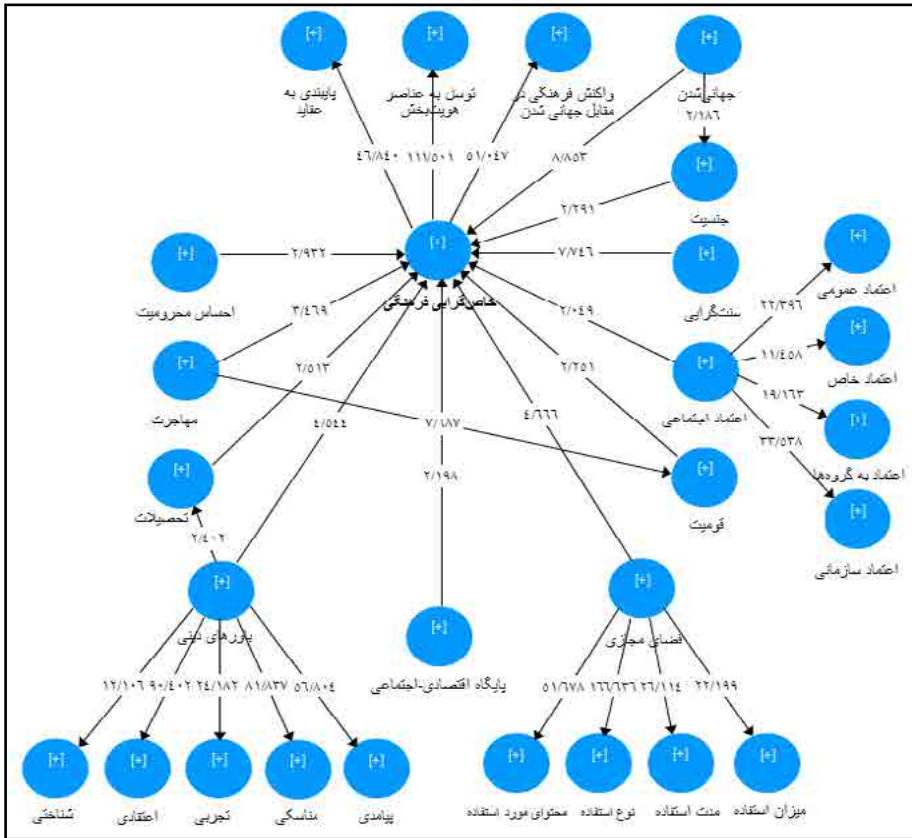 پایبندی به
عقاید
توسل به عناصر
هویت‌بخش
واکنش فرهنگی در
مقابل جهانی شدن
جهانی‌شدن
۲/۱۸۶
۴۶/۸۴۰
۱۱۱/۵۰۱
۵۱/۰۴۷
۸/۸۵۳
جنسیت
۲/۲۹۱
[+]
احساس محرومیت
۲/۹۳۲
خاص‌گرایی فرهنگی
۷/۷۴۶
سنت‌گرایی
اعتماد عمومی
۲۲/۳۹۶
مهاجرت
۳/۴۶۹
۲/۰۴۹
اعتماد اجتماعی
۱۱/۴۵۸
اعتماد خاص
۲/۵۱۳
۲/۲۵۱
۱۹/۱۶۳
اعتماد به گروه‌ها
۴/۵۴۴
۷/۶۸۷
۴/۶۶۶
۳۳/۵۳۸
تحصیلات
۲/۱۹۸
قومیت
اعتماد سازمانی
۲/۴۰۲
باورهای دینی
پایگاه اقتصادی-اجتماعی
فضای مجازی
۱۲/۱۰۶
۹۰/۴۰۲
۲۴/۱۸۲
۸۱/۸۳۷
۵۶/۸۰۴
۵۱/۶۷۸
۱۶۶/۶۳۶
۲۶/۱۱۴
۲۲/۱۹۹
شناختی
اعتقادی
تجربی
مناسکی
پیامدی
محتوای مورد استفاده
نوع استفاده
مدت استفاده
میزان استفاده